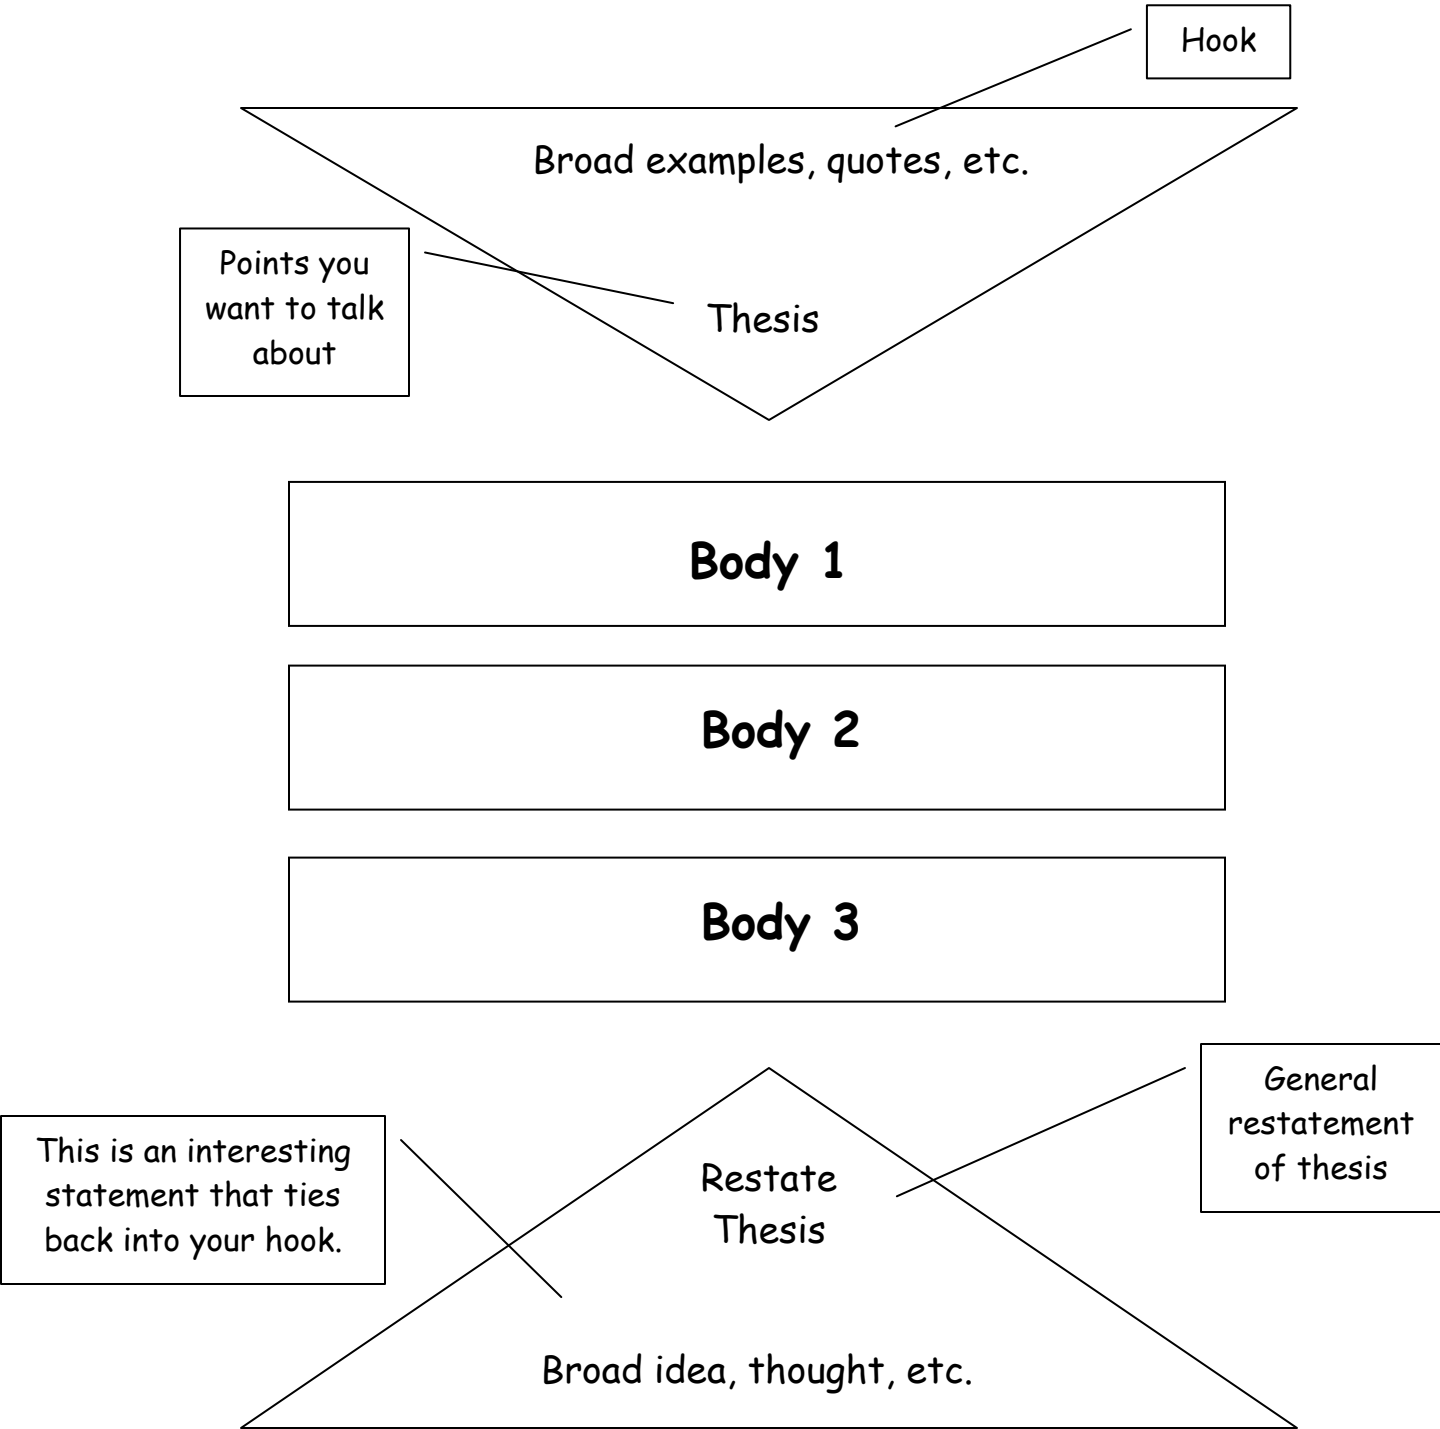 Hook
Broad examples, quotes, etc.
Points you
want to talk
about
Thesis
Body 1
Body 2
Body 3
General
restatement
of thesis
This is an interesting
statement that ties
back into your hook.
Restate
Thesis
Broad idea, thought, etc.